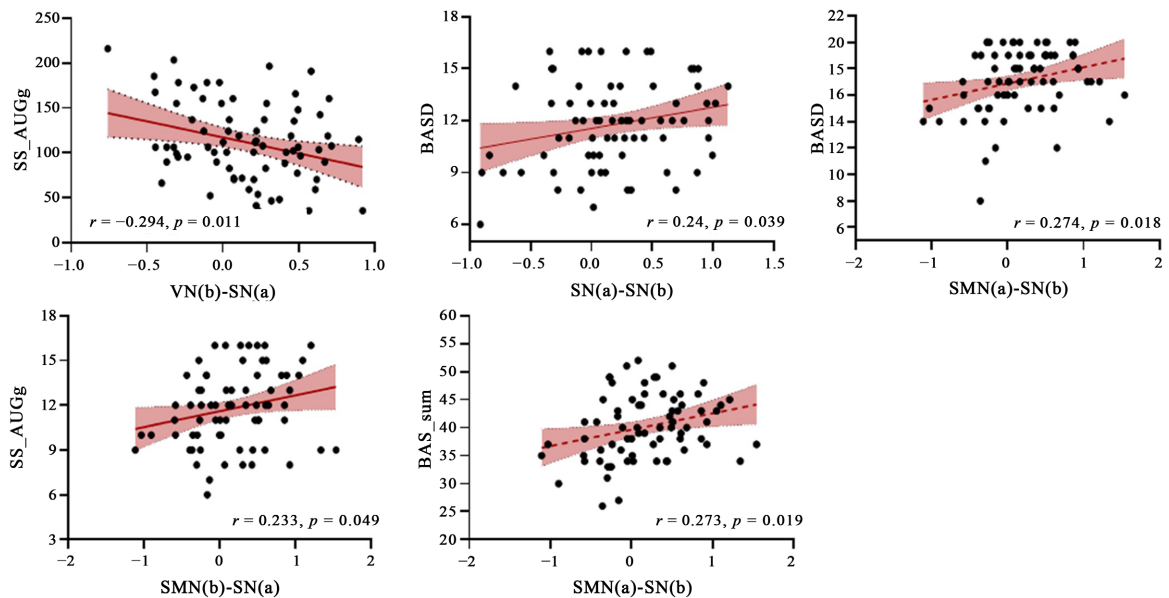 250
200
150
100
50
0
SS_AUGg
r = −0.294, p = 0.011
−1.0 −0.5 0.0 0.5 1.0
VN(b)-SN(a)
18
15
12
9
6
BASD
r = 0.24, p = 0.039
−1.0 −0.5 0.0 0.5 1.0 1.5
SN(a)-SN(b)
22
20
18
15
14
12
16
8
6
BASD
r = 0.274, p = 0.018
−2 −1 0 1 2
SMN(a)-SN(b)
18
15
12
9
6
3
SS_AUGg
r = 0.233, p = 0.049
−2 −1 0 1 2
SMN(b)-SN(a)
55
50
45
40
35
30
25
20
BAS_sum
r = 0.273, p = 0.019
−2 −1 0 1 2
SMN(a)-SN(b)